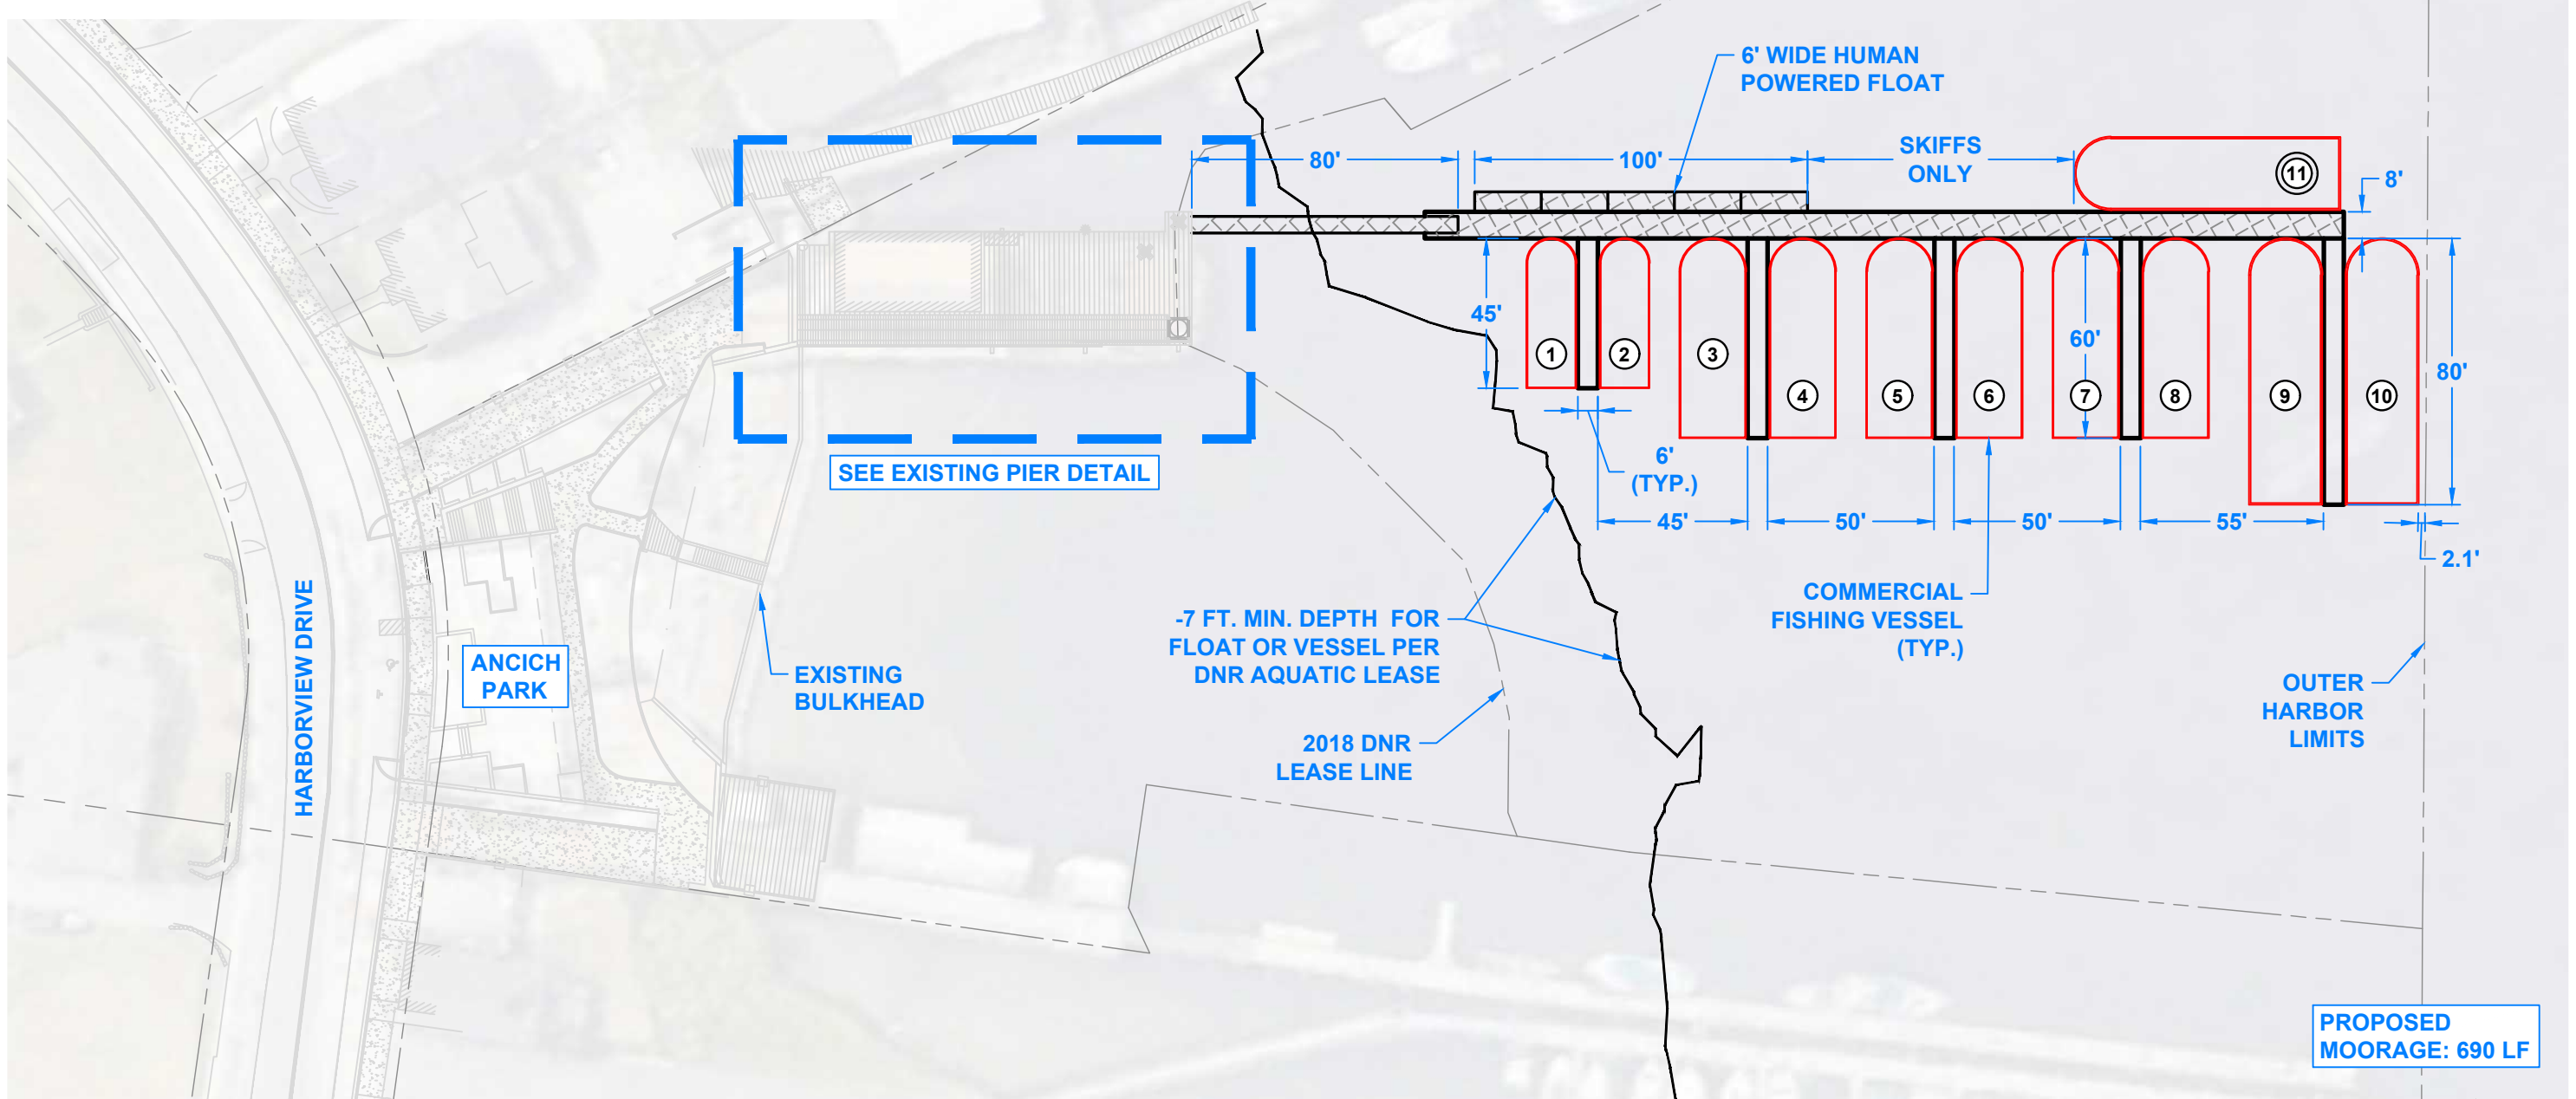 6' WIDE HUMAN
POWERED FLOAT
80'
100'
SKIFFS
ONLY
11
8'
45'
1
2
3
4
5
6
60'
7
8
9
10
80'
SEE EXISTING PIER DETAIL
6'
(TYP.)
45'
50'
50'
55'
2.1'
HARBORVIEW DRIVE
ANCICH
PARK
EXISTING
BULKHEAD
-7 FT. MIN. DEPTH FOR
FLOAT OR VESSEL PER
DNR AQUATIC LEASE
2018 DNR
LEASE LINE
COMMERCIAL
FISHING VESSEL
(TYP.)
OUTER
HARBOR
LIMITS
PROPOSED
MOORAGE: 690 LF